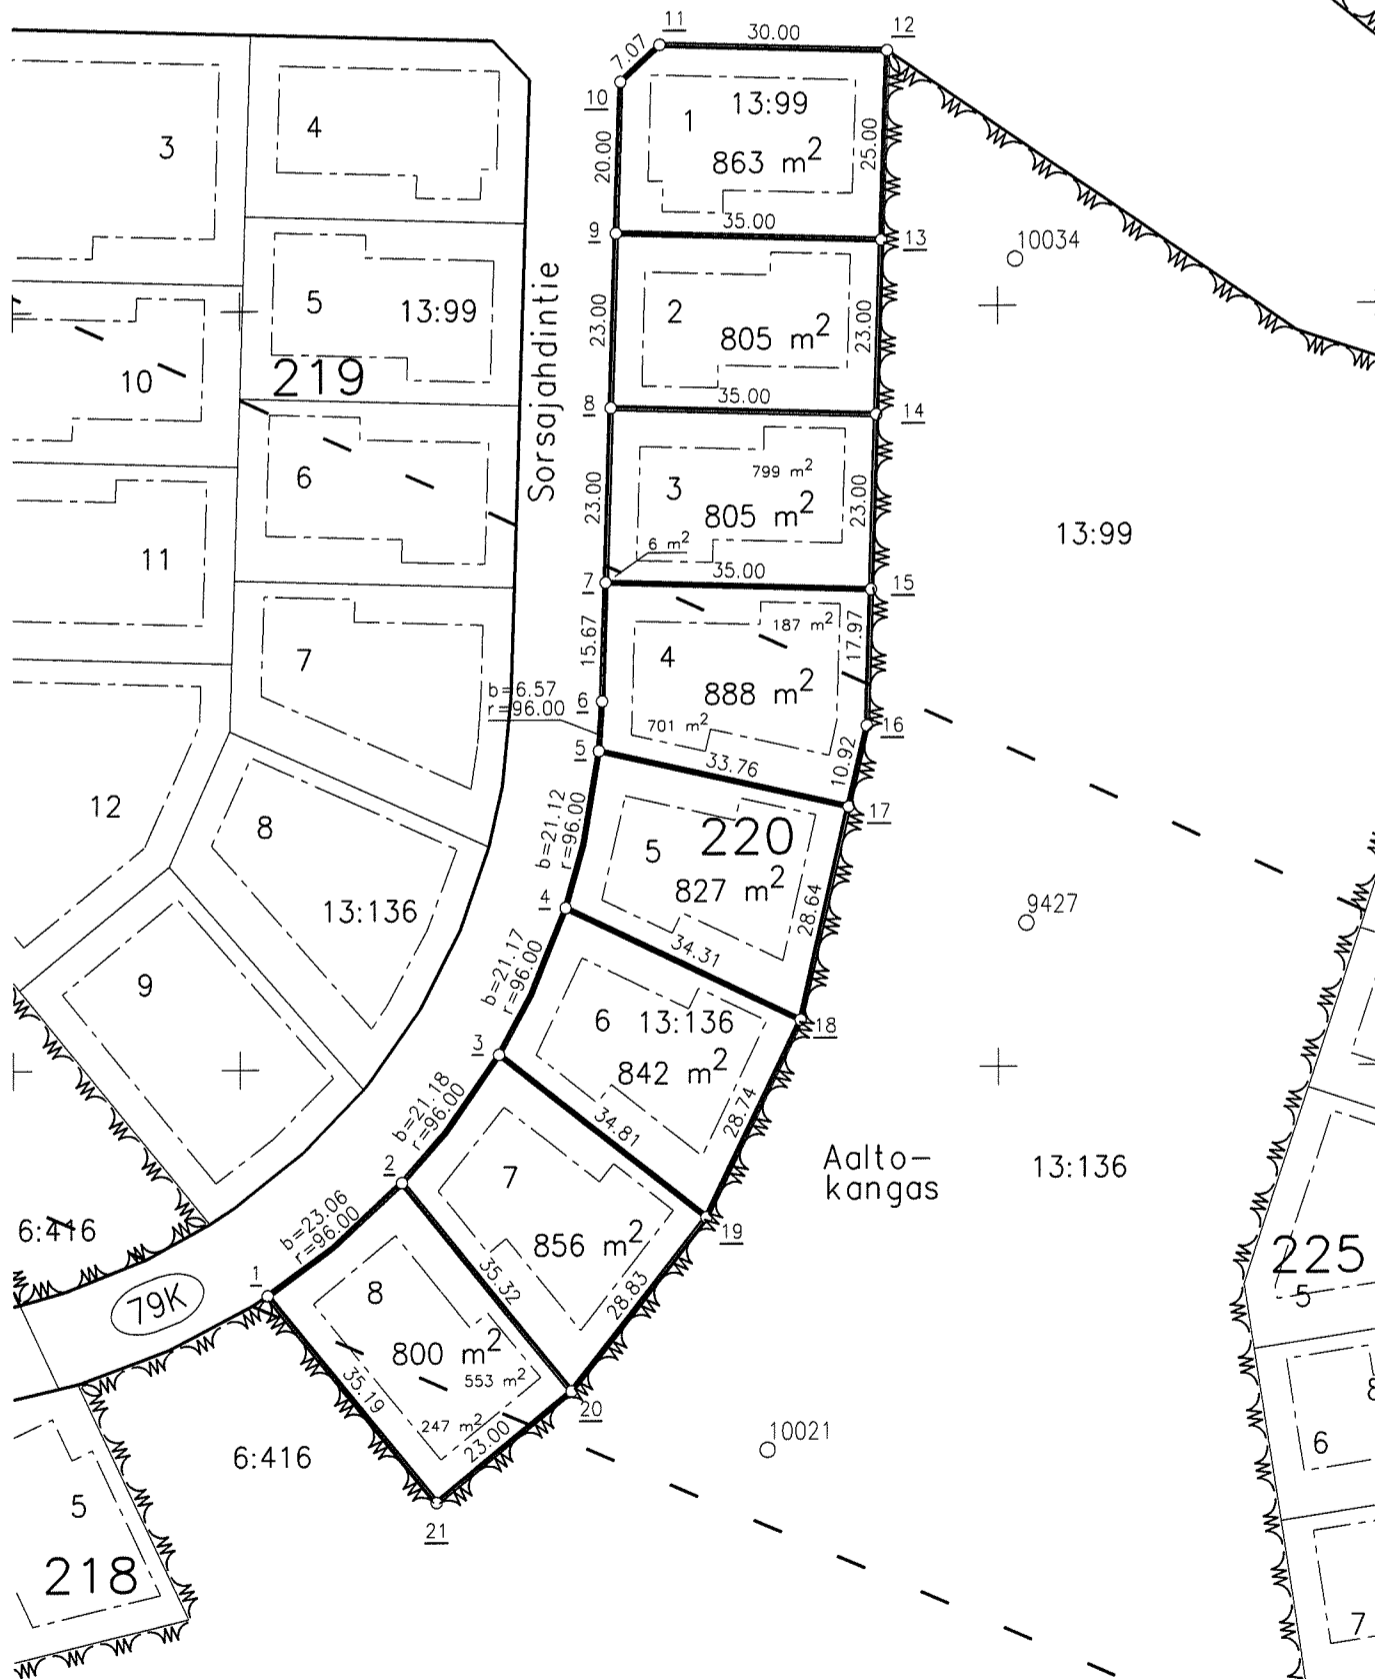 11
30.00
12
7.07
10
1
13:99
863 m²
20.00
25.00
35.00
3
4
9
13
10034
5
13:99
219
10
Sorsajahdintie
2
805 m²
23.00
23.00
35.00
8
14
6
11
3
799 m²
805 m²
23.00
23.00
6 m²
35.00
7
15
13:99
7
15.67
4
187 m²
17.97
888 m²
b=6.57
r=96.00
6
701 m²
16
5
33.76
10.92
17
12
8
b=21.12
r=96.00
5
220
827 m²
28.64
13:136
4
34.31
9427
9
b=21.17
r=96.00
6
13:136
842 m²
18
3
34.81
28.74
b=21.18
r=96.00
2
7
856 m²
Aalto-
kangas
13:136
19
6:416
b=23.06
r=96.00
35.32
28.83
1
79K
8
800 m²
553 m²
247 m²
35.19
23.00
20
225
5
6
8
7
6:416
10021
21
5
218